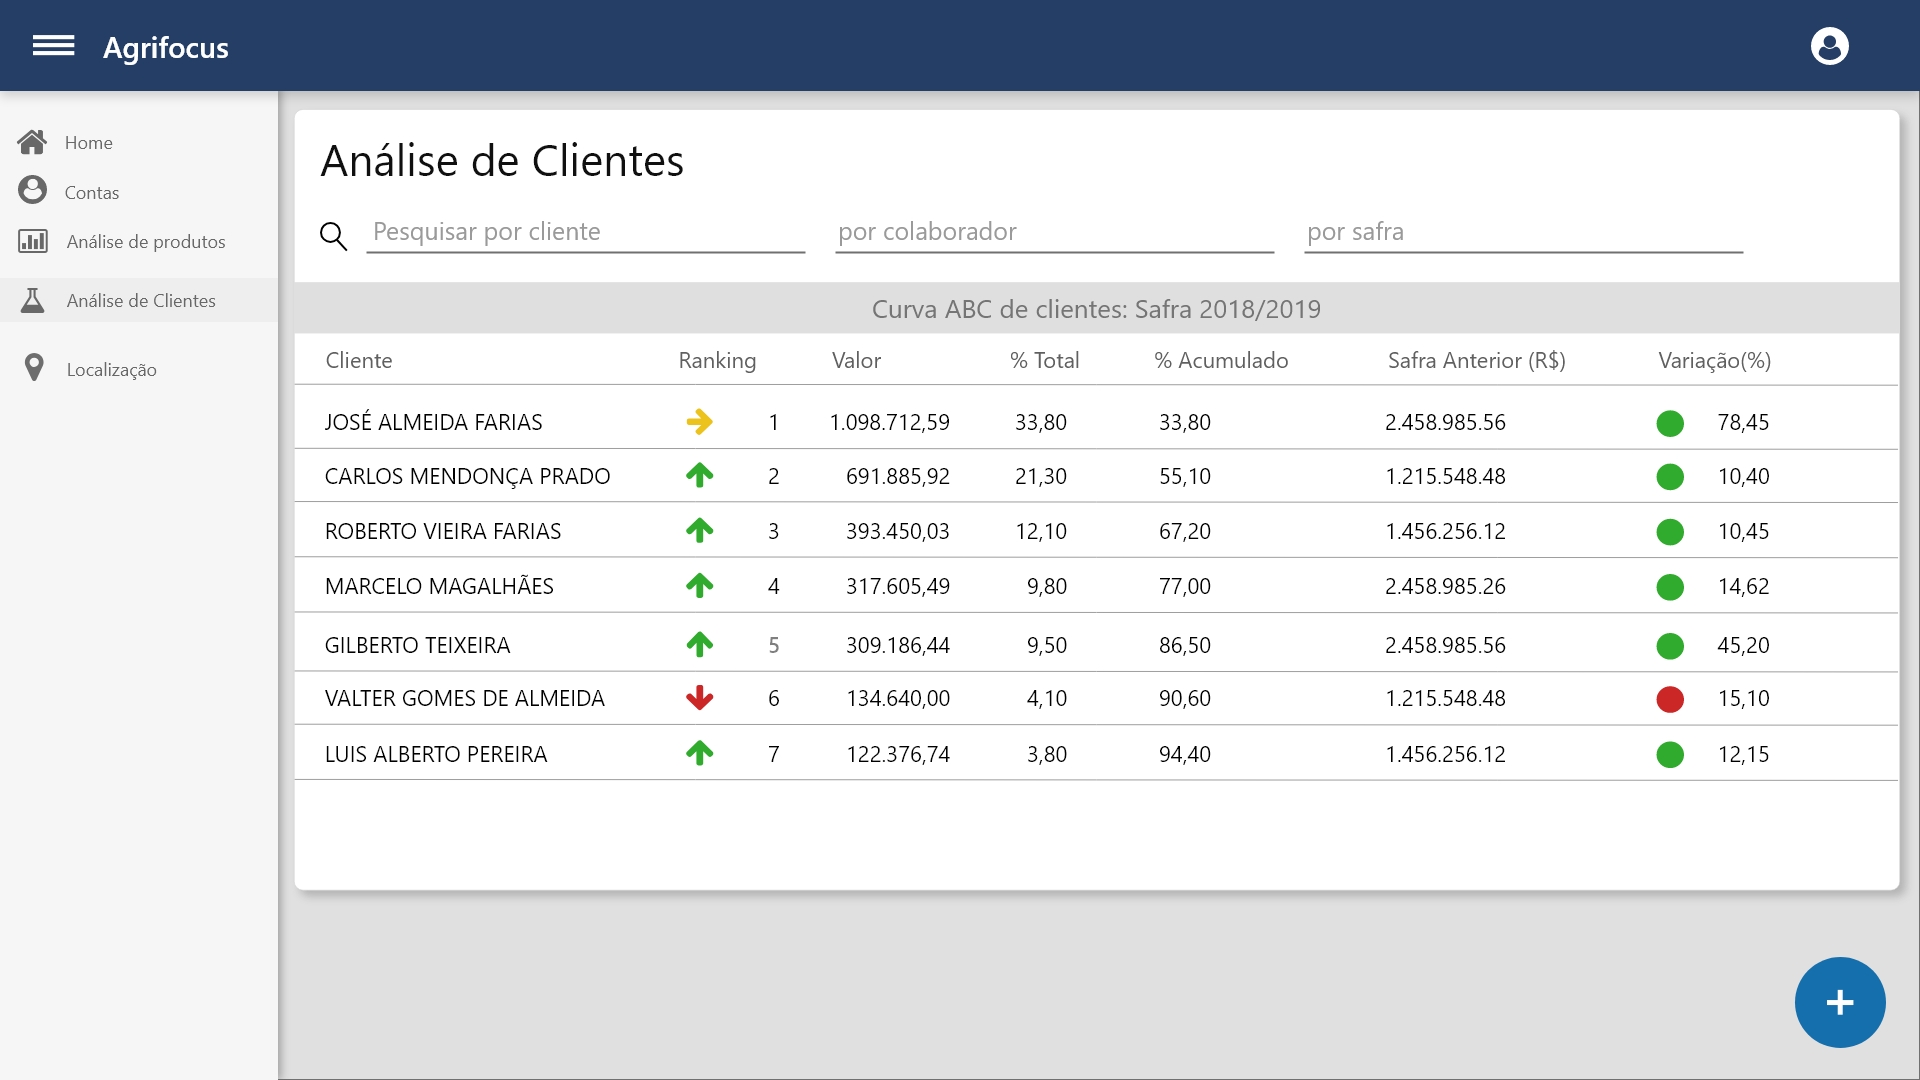 Agrifocus
Home
Contas
Análise de produtos
Análise de Clientes
Localização
Análise de Clientes
Pesquisar por cliente por colaborador por safra
Curva ABC de clientes: Safra 2018/2019
Cliente Ranking Valor % Total % Acumulado Safra Anterior (R$) Variação(%)
JOSÉ ALMEIDA FARIAS 1 1.098.712,59 33,80 33,80 2.458.985.56 78,45
CARLOS MENDONÇA PRADO 2 691.885,92 21,30 55,10 1.215.548.48 10,40
ROBERTO VIEIRA FARIAS 3 393.450,03 12,10 67,20 1.456.256.12 10,45
MARCELO MAGALHÃES 4 317.605,49 9,80 77,00 2.458.985.26 14,62
GILBERTO TEIXEIRA 5 309.186,44 9,50 86,50 2.458.985.56 45,20
VALTER GOMES DE ALMEIDA 6 134.640,00 4,10 90,60 1.215.548.48 15,10
LUIS ALBERTO PEREIRA 7 122.376,74 3,80 94,40 1.456.256.12 12,15
+